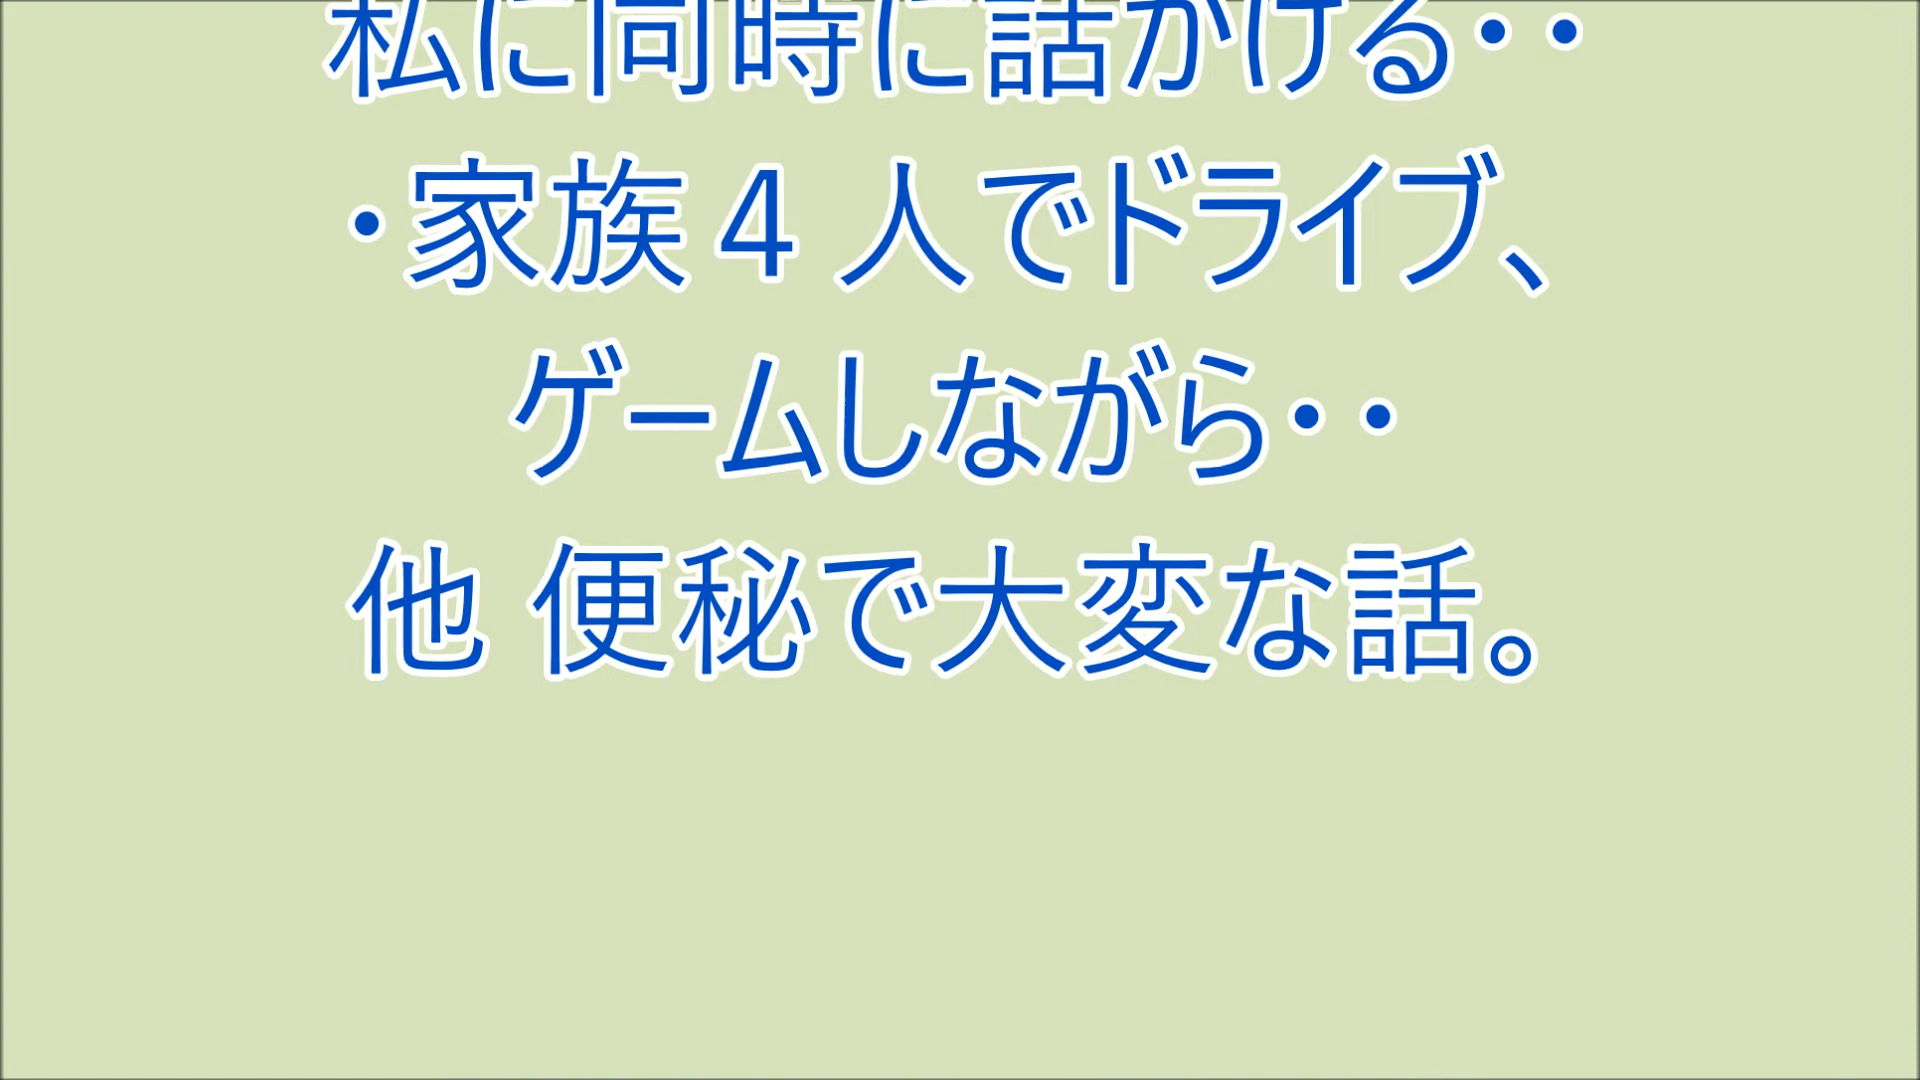 私に同時に話かける・・
・家族４人でドライブ、
ゲームしながら・・
他 便秘で大変な話。